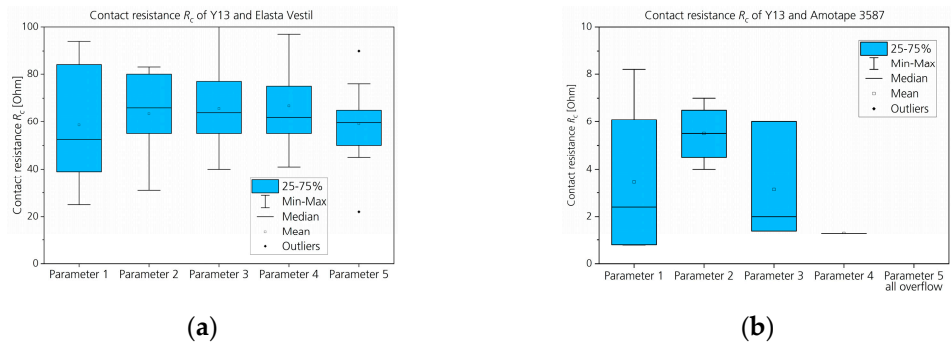 Contact resistance Rc of Y13 and Elasta Vestil
Contact resistance Rc [Ohm]
100
80
60
40
20
0
25-75%
Min-Max
Median
Mean
Outliers
Parameter 1 Parameter 2 Parameter 3 Parameter 4 Parameter 5
(a)
Contact resistance Rc of Y13 and Amotape 3587
Contact resistance Rc [Ohm]
10
8
6
4
2
0
25-75%
Min-Max
Median
Mean
Outliers
Parameter 1 Parameter 2 Parameter 3 Parameter 4 Parameter 5
all overflow
(b)